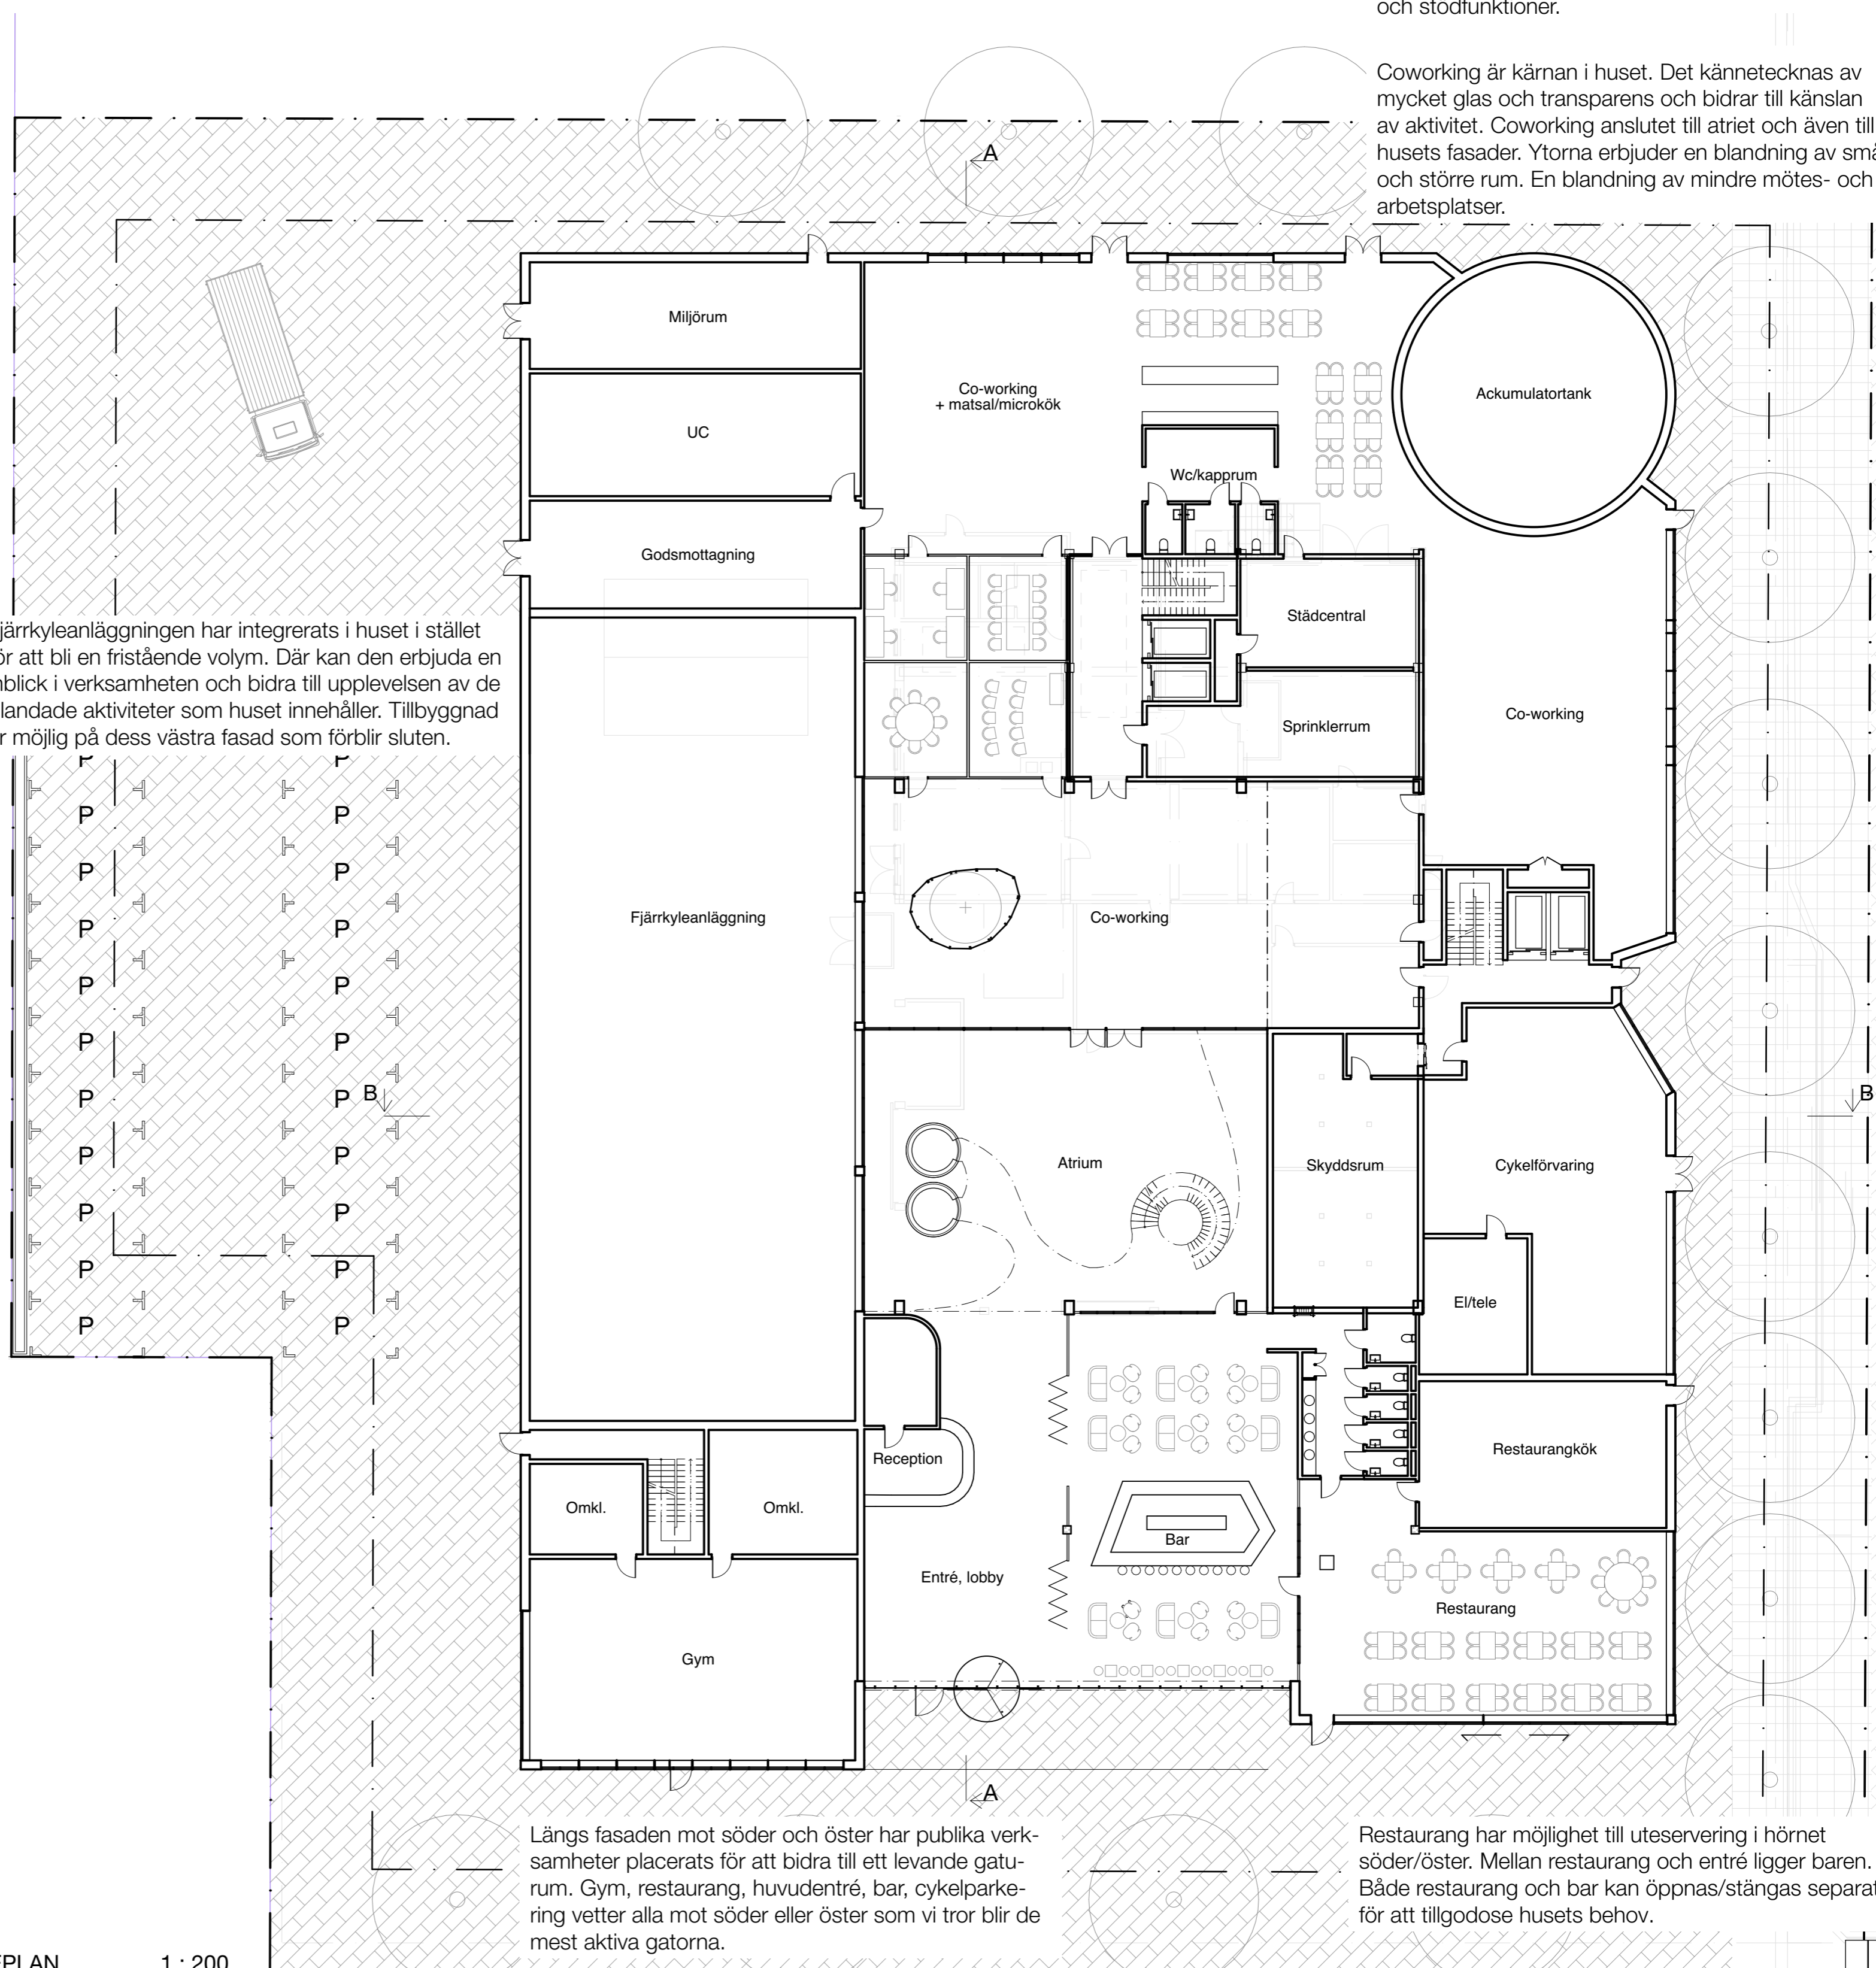 och stödfunktioner.
Coworking är kärnan i huset. Det kännetecknas av
mycket glas och transparens och bidrar till känslan
av aktivitet. Coworking anslutet till atriet och även till
husets fasader. Ytorna erbjuder en blandning av små
och större rum. En blandning av mindre mötes- och
arbetsplatser.
A
Miljörum
Co-working
+ matsal/microkök
Ackumulatortank
UC
Wc/kapprum
Godsmottagning
Städcentral
järrkyleanläggningen har integrerats i huset i stället
ör att bli en fristående volym. Där kan den erbjuda en
nblick i verksamheten och bidra till upplevelsen av de
landade aktiviteter som huset innehåller. Tillbyggnad
r möjlig på dess västra fasad som förblir sluten.
Co-working
Sprinklerrum
P P
P P
P P
P P
Fjärrkyleanläggning
Co-working
P P
P P
P P
B
B
P P
Atrium
Skyddsrum
Cykelförvaring
P P
P P
El/tele
P P
Reception
Restaurangkök
Omkl.
Omkl.
Bar
Entré, lobby
Restaurang
Gym
A
Längs fasaden mot söder och öster har publika verk-
samheter placerats för att bidra till ett levande gatu-
rum. Gym, restaurang, huvudentré, bar, cykelparke-
ring vetter alla mot söder eller öster som vi tror blir de
mest aktiva gatorna.
Restaurang har möjlighet till uteservering i hörnet
söder/öster. Mellan restaurang och entré ligger baren.
Både restaurang och bar kan öppnas/stängas separat
för att tillgodose husets behov.
EPLAN 1 : 200